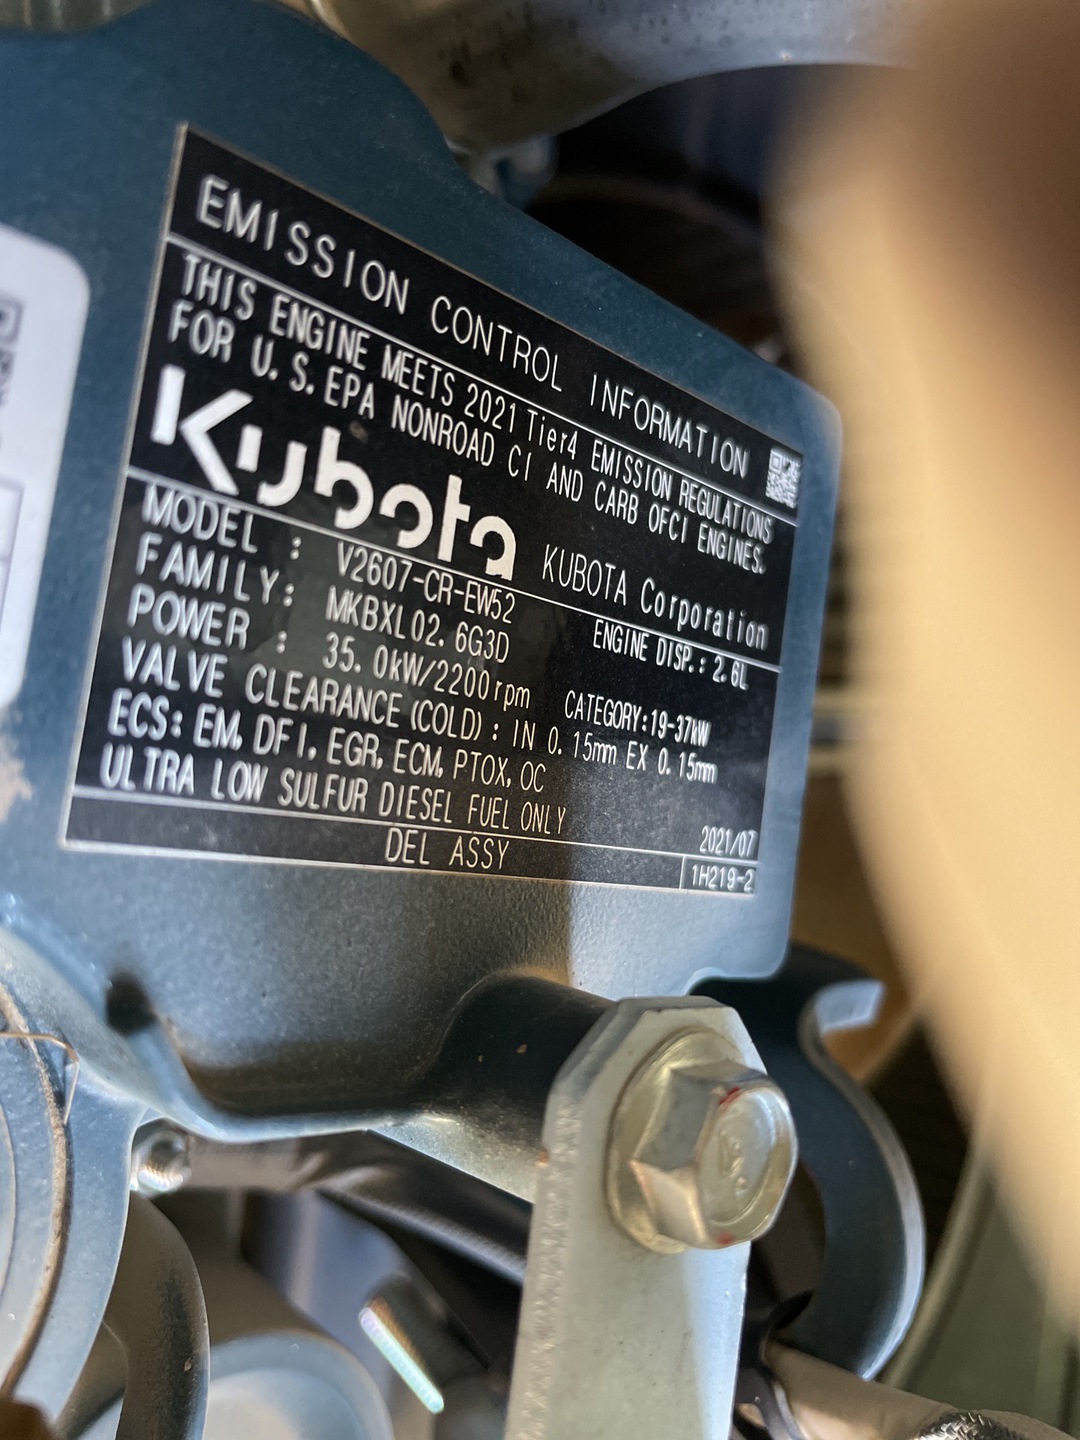 EMISSION CONTROL INFORMATION
THIS ENGINE MEETS 2021 Tier4 EMISSION REGULATIONS
FOR U.S.EPA NONROAD CI AND CARB OFCI ENGINES.
Kubota KUBOTA Corporation
MODEL : V2607-CR-EW52 ENGINE DISP.: 2.6L
FAMILY: MKBXL02.6G3D
POWER : 35.0kW/2200rpm CATEGORY:19-37kW
VALVE CLEARANCE (COLD) : IN 0.15mm EX 0.15mm
ECS: EM, DFI, EGR, ECM, PTOX, OC
ULTRA LOW SULFUR DIESEL FUEL ONLY 2021/07
DEL ASSY 1H219-2